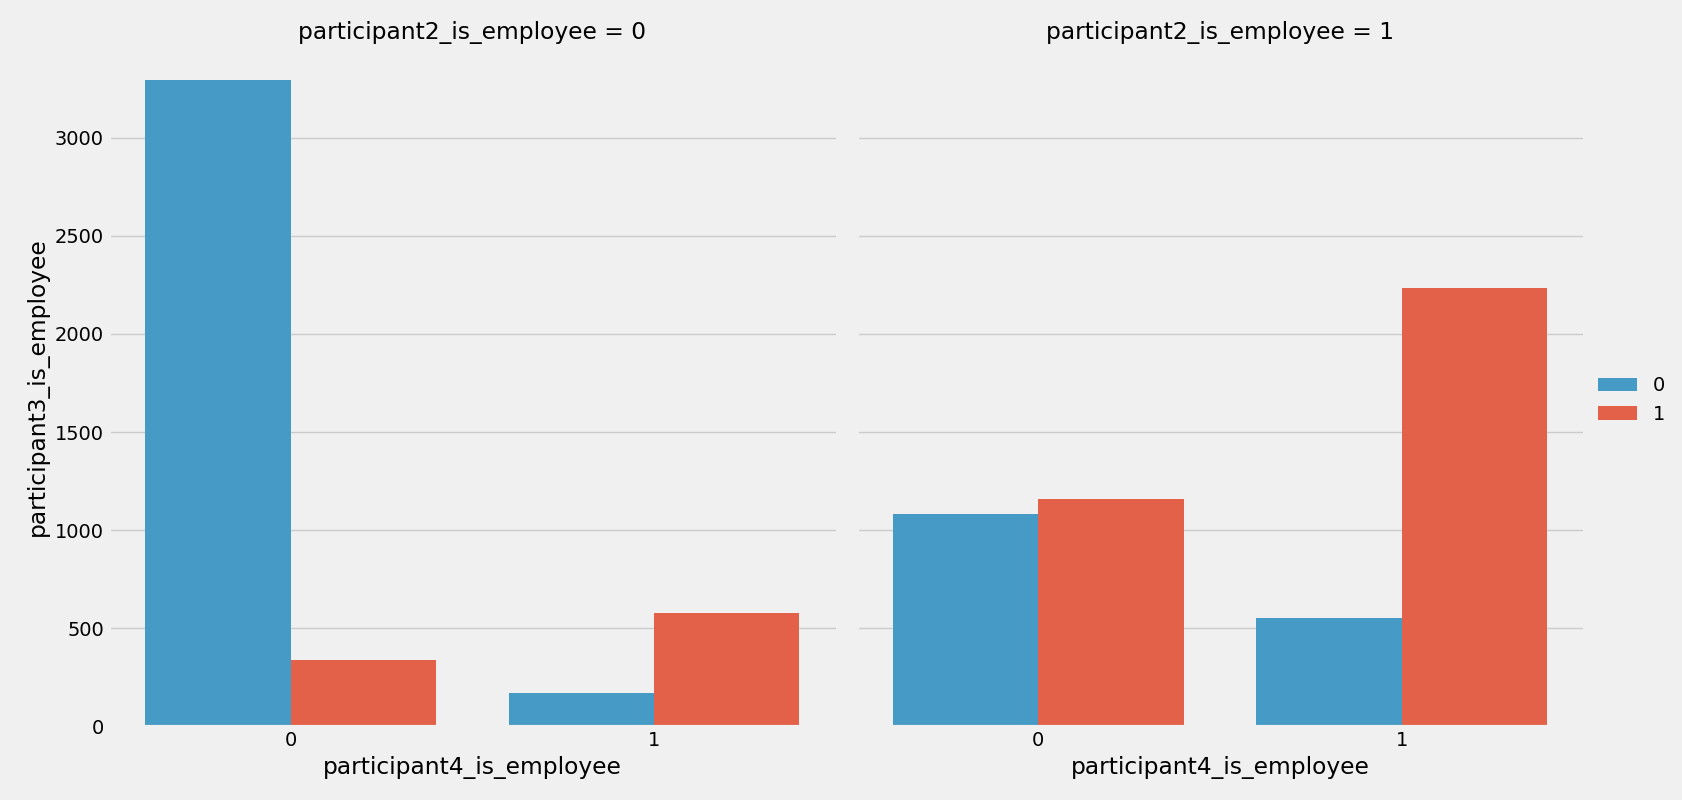 participant2_is_employee = 0
participant2_is_employee = 1
participant3_is_employee
3000
2500
2000
1500
1000
500
0
0
1
0
1
participant4_is_employee
participant4_is_employee
0
1